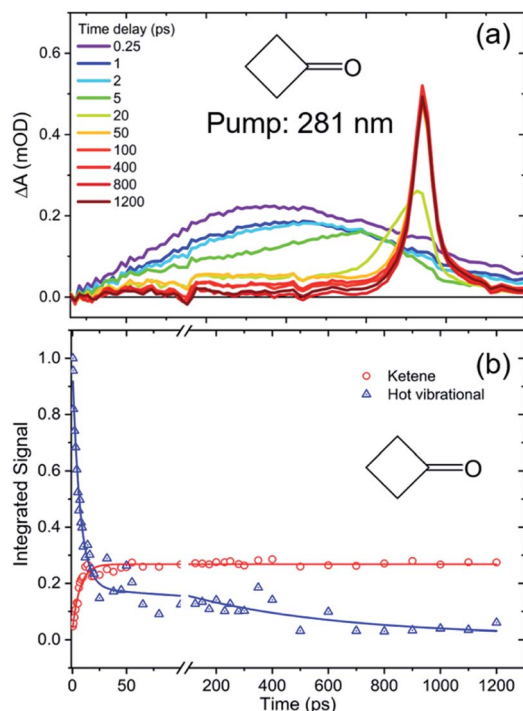 Time delay (ps)
0.25
1
2
5
20
50
100
400
800
1200
(a)
O
Pump: 281 nm
ΔA (mOD)
0.6
0.4
0.2
0.0
(b)
Ketene
Hot vibrational
O
Integrated Signal
1.0
0.8
0.6
0.4
0.2
0.0
0 50 200 400 600 800 1000 1200
Time (ps)